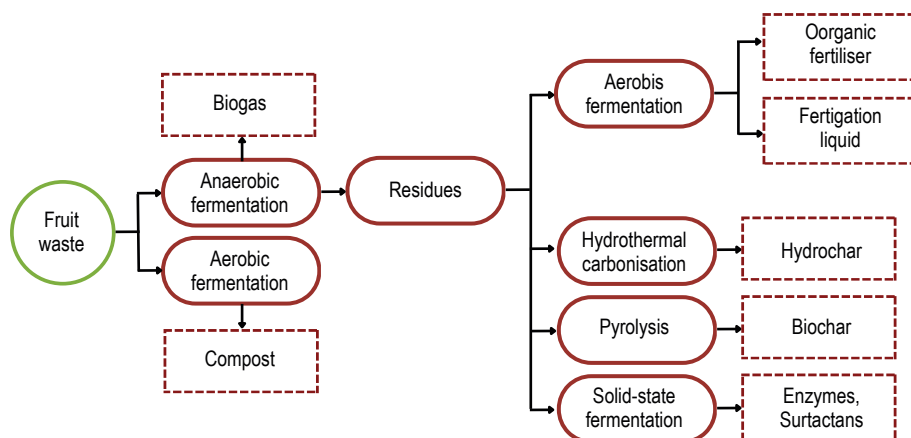 Fruit
waste
Biogas
Anaerobic
fermentation
Aerobic
fermentation
Compost
Residues
Aerobis
fermentation
Oorganic
fertiliser
Fertigation
liquid
Hydrothermal
carbonisation
Hydrochar
Pyrolysis
Biochar
Solid-state
fermentation
Enzymes,
Surtactans